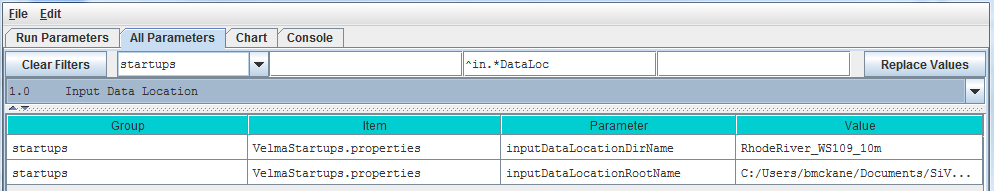 File Edit
Run Parameters All Parameters Chart Console
Clear Filters startups ^in.*DataLoc Replace Values
1.0 Input Data Location
Group Item Parameter Value
startups VelmaStartups.properties inputDataLocationDirName RhodeRiver_WS109_10m
startups VelmaStartups.properties inputDataLocationRootName C:/Users/bmckane/Documents/SiV...